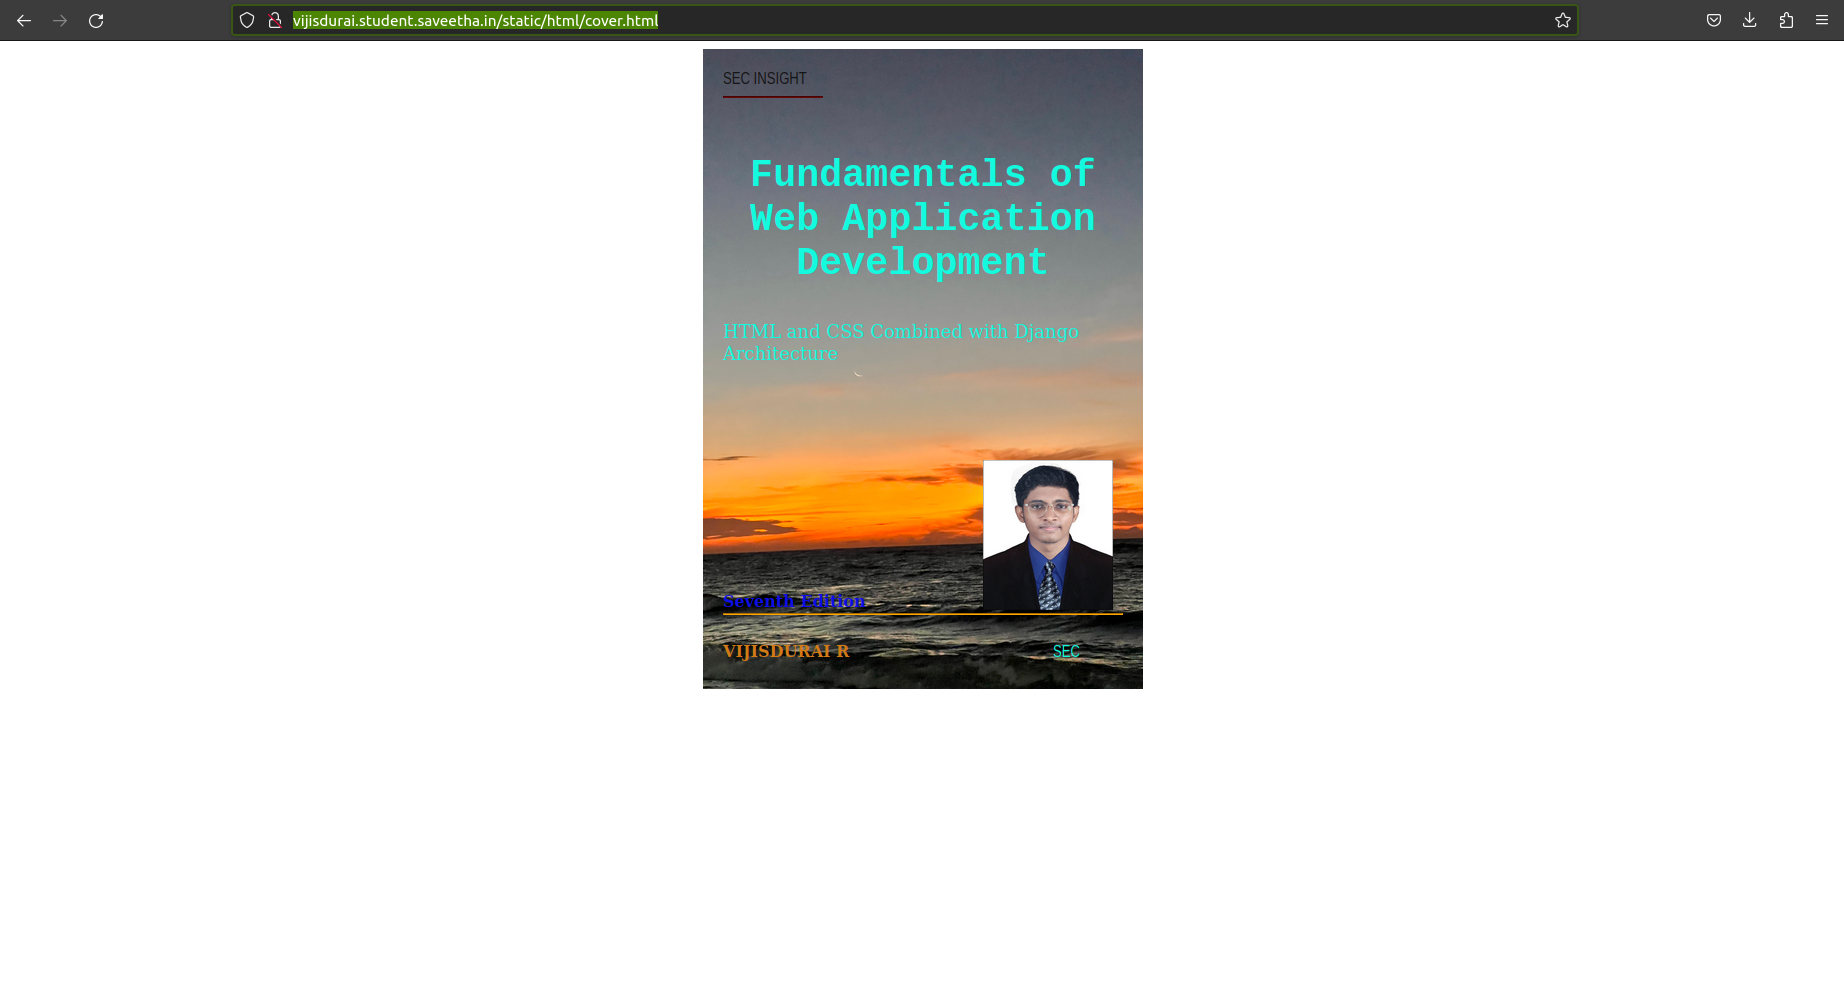 vijisdurai.student.saveetha.in/static/html/cover.html
SEC INSIGHT
Fundamentals of
Web Application
Development
HTML and CSS Combined with Django
Architecture
Seventh Edition
VIJISDURAI R
SEC